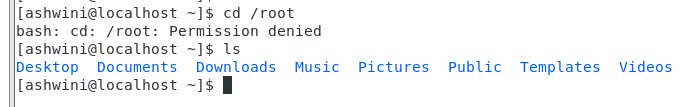 [ashwini@localhost ~]$ cd /root
bash: cd: /root: Permission denied
[ashwini@localhost ~]$ ls
Desktop  Documents  Downloads  Music  Pictures  Public  Templates  Videos
[ashwini@localhost ~]$